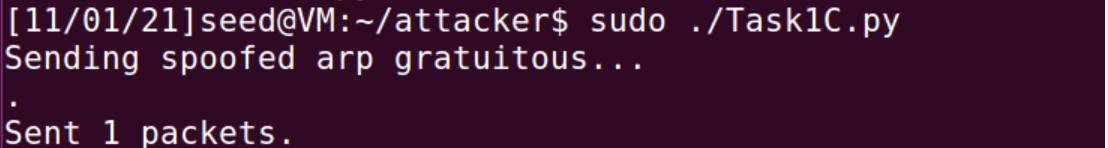 [11/01/21]seed@VM:~/attacker$ sudo ./Task1C.py
Sending spoofed arp gratuitous...
.
Sent 1 packets.